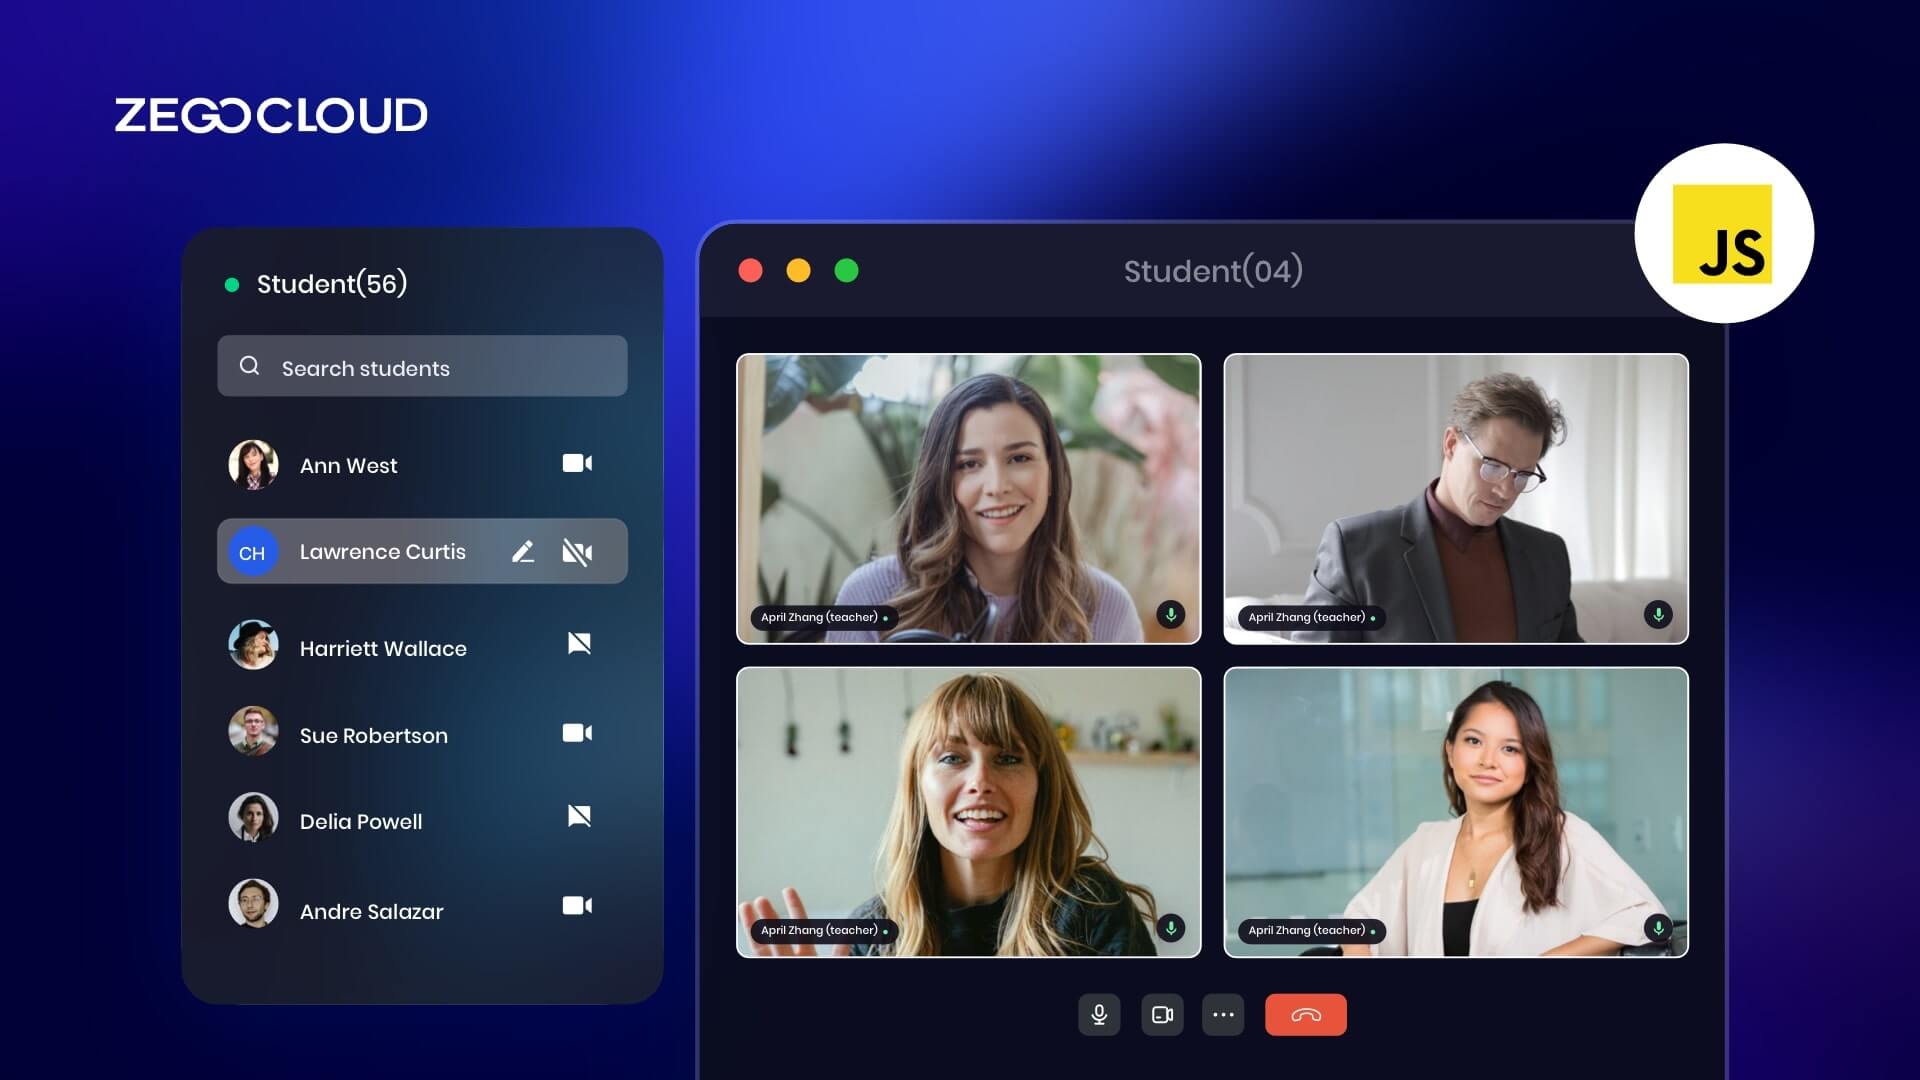 ZEGOCLOUD
JS
Student(56)
Search students
Ann West
CH
Lawrence Curtis
Harriett Wallace
Sue Robertson
Delia Powell
Andre Salazar
Student(04)
April Zhang (teacher)
April Zhang (teacher)
April Zhang (teacher)
April Zhang (teacher)